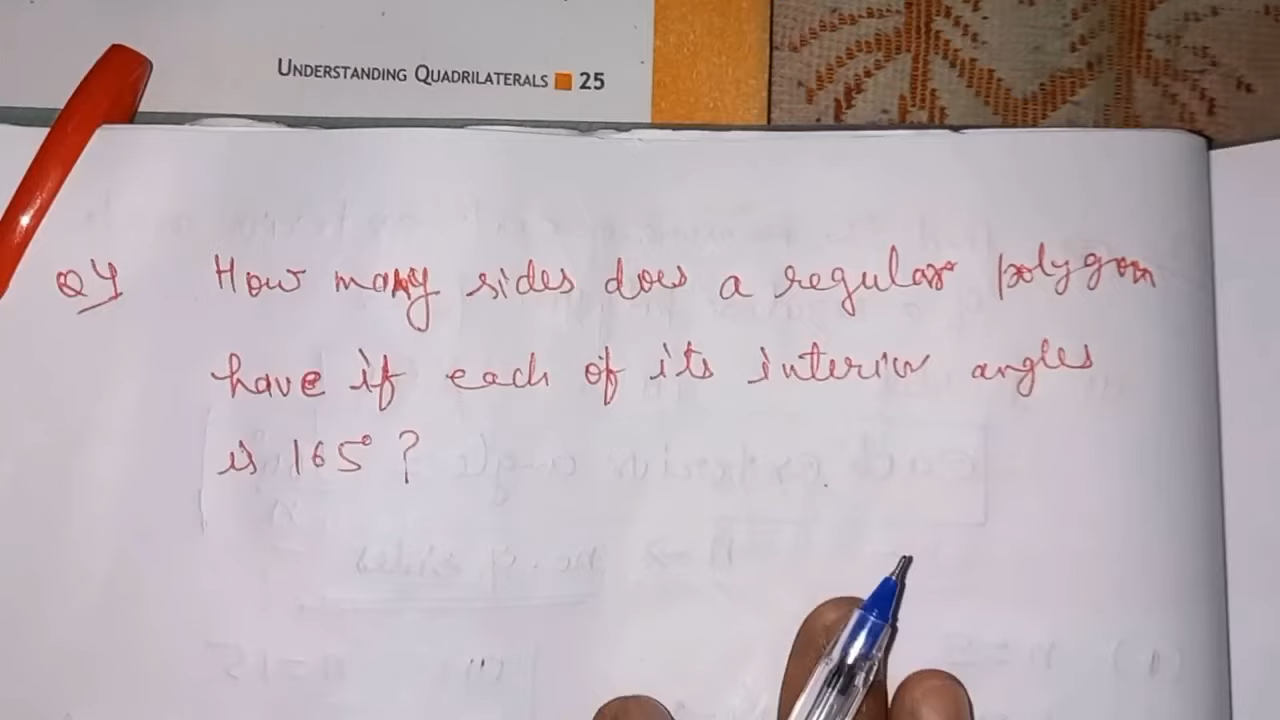 UNDERSTANDING QUADRILATERALS 25
Q4 How many sides does a regular polygon
have if each of its interior angles
is 165° ?